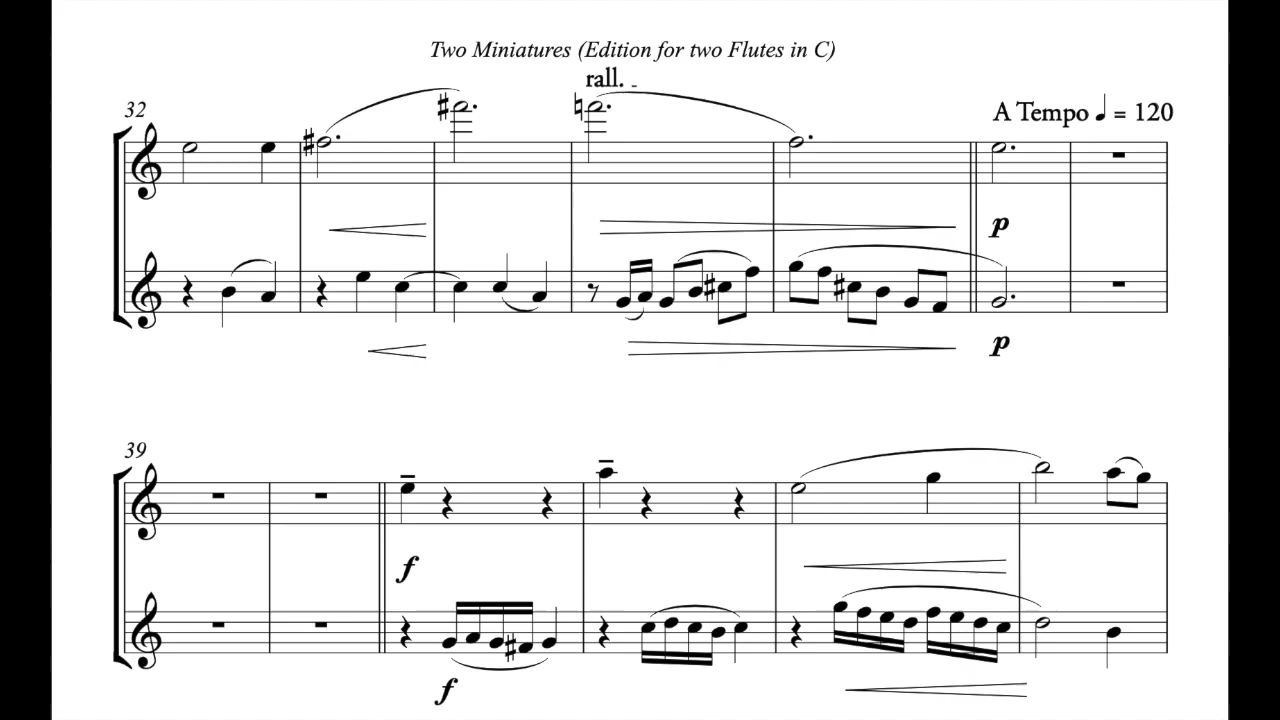 Two Miniatures (Edition for two Flutes in C)
rall.
32
A Tempo ♩ = 120
p
p
39
f
f